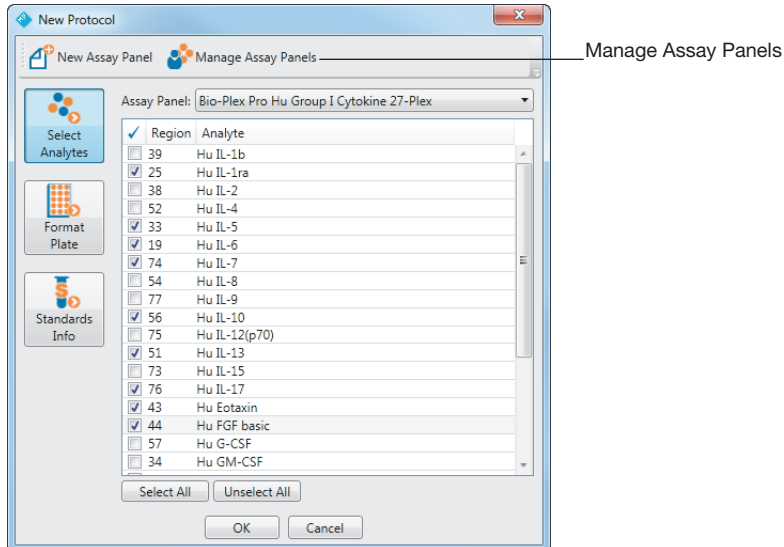 New Protocol
New Assay Panel Manage Assay Panels
Manage Assay Panels
Assay Panel: Bio-Plex Pro Hu Group I Cytokine 27-Plex
Select
Analytes
Format
Plate
Standards
Info
✓ Region Analyte
39 Hu IL-1b
25 Hu IL-1ra
38 Hu IL-2
52 Hu IL-4
33 Hu IL-5
19 Hu IL-6
74 Hu IL-7
54 Hu IL-8
77 Hu IL-9
56 Hu IL-10
75 Hu IL-12(p70)
51 Hu IL-13
73 Hu IL-15
76 Hu IL-17
43 Hu Eotaxin
44 Hu FGF basic
57 Hu G-CSF
34 Hu GM-CSF
Select All Unselect All
OK Cancel